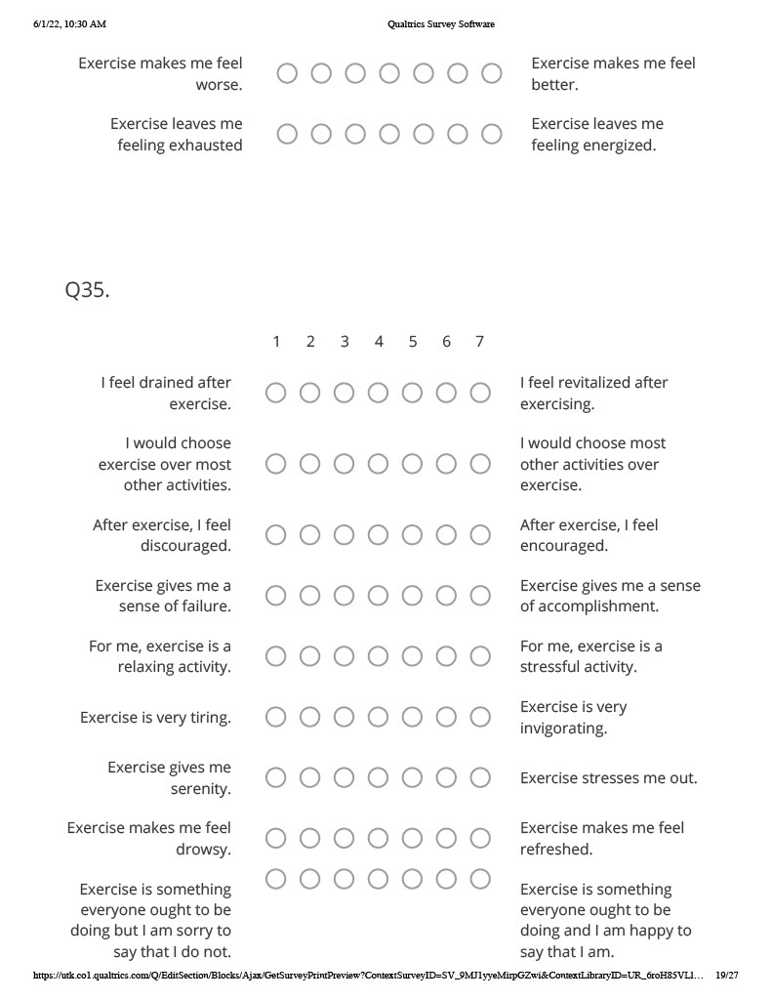 6/1/22, 10:30 AM Qualtrics Survey Software
Exercise makes me feel
worse.
Exercise makes me feel
better.
Exercise leaves me
feeling exhausted
Exercise leaves me
feeling energized.
Q35.
1 2 3 4 5 6 7
I feel drained after
exercise.
I feel revitalized after
exercising.
I would choose
exercise over most
other activities.
I would choose most
other activities over
exercise.
After exercise, I feel
discouraged.
After exercise, I feel
encouraged.
Exercise gives me a
sense of failure.
Exercise gives me a sense
of accomplishment.
For me, exercise is a
relaxing activity.
For me, exercise is a
stressful activity.
Exercise is very tiring.
Exercise is very
invigorating.
Exercise gives me
serenity.
Exercise stresses me out.
Exercise makes me feel
drowsy.
Exercise makes me feel
refreshed.
Exercise is something
everyone ought to be
doing but I am sorry to
say that I do not.
Exercise is something
everyone ought to be
doing and I am happy to
say that I am.
https://utk.co1.qualtrics.com/Q/EditSection/Blocks/Ajax/GetSurveyPrintPreview?ContextSurveyID=SV_9MJ1yyeMirpGZwi&ContextLibraryID=UR_6roH85VL1… 19/27